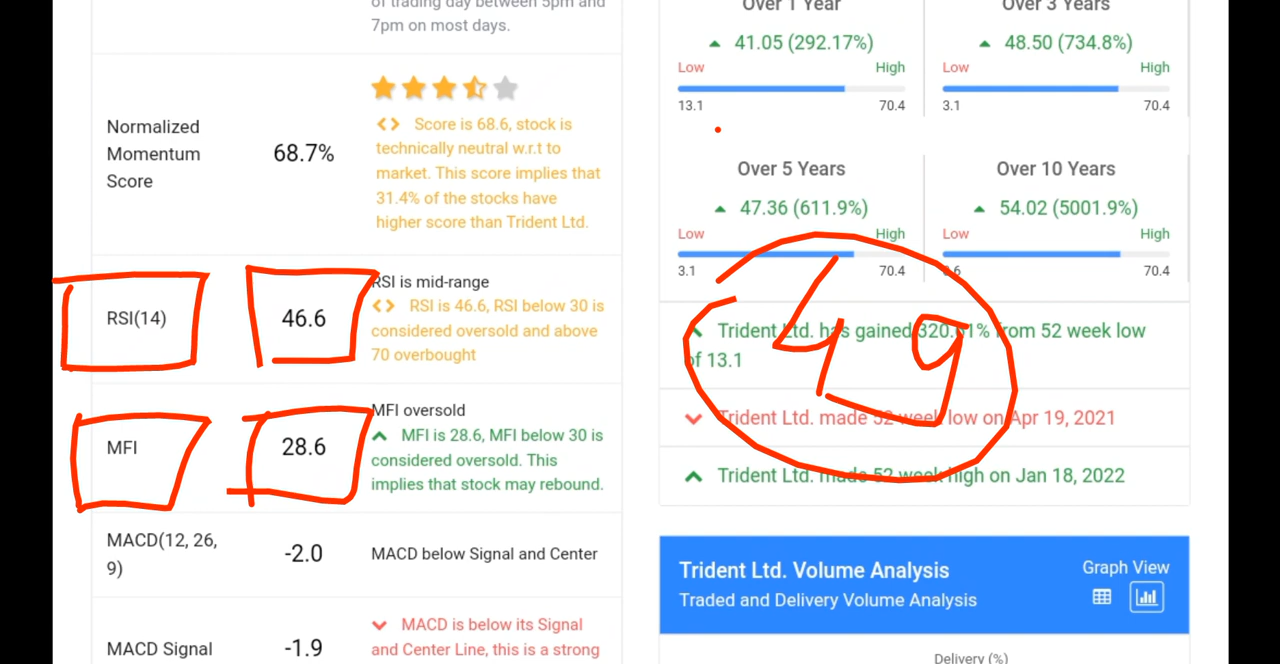 of trading day between 5pm and
7pm on most days.
Normalized
Momentum
Score
68.7%
Score is 68.6, stock is
technically neutral w.r.t to
market. This score implies that
31.4% of the stocks have
higher score than Trident Ltd.
RSI(14)
46.6
RSI is mid-range
RSI is 46.6, RSI below 30 is
considered oversold and above
70 overbought
MFI
28.6
MFI oversold
MFI is 28.6, MFI below 30 is
considered oversold. This
implies that stock may rebound.
MACD(12, 26,
9)
-2.0
MACD below Signal and Center
MACD Signal
-1.9
MACD is below its Signal
and Center Line, this is a strong
Over 1 Year
41.05 (292.17%)
Low High
13.1 70.4
Over 3 Years
48.50 (734.8%)
Low High
3.1 70.4
Over 5 Years
47.36 (611.9%)
Low High
3.1 70.4
Over 10 Years
54.02 (5001.9%)
Low High
70.4
Trident Ltd. has gained from 52 week low
of 13.1
Trident Ltd. made 52 week low on Apr 19, 2021
Trident Ltd. made 52 week high on Jan 18, 2022
49
Trident Ltd. Volume Analysis
Traded and Delivery Volume Analysis
Graph View
Delivery (%)